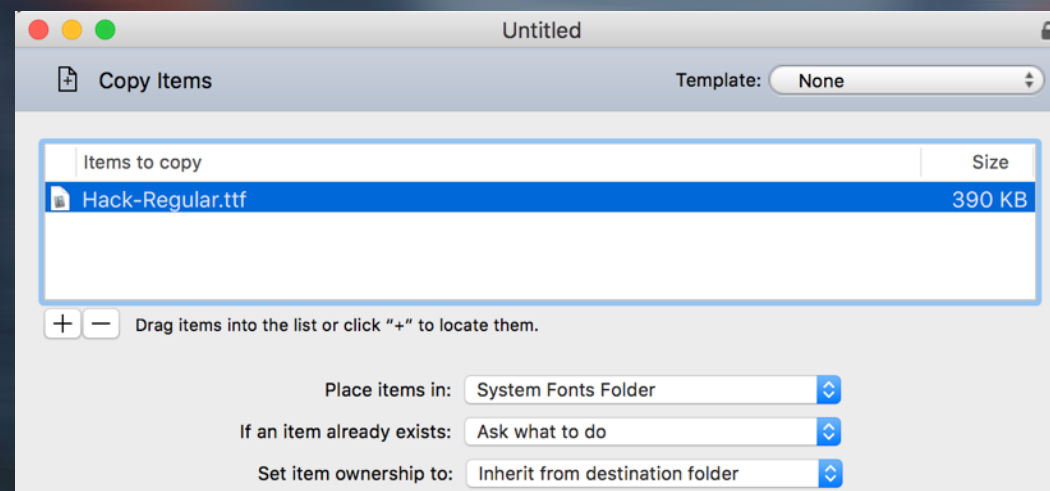 Untitled
Copy Items Template: None
Items to copy Size
Hack-Regular.ttf 390 KB
+ − Drag items into the list or click “+” to locate them.
Place items in: System Fonts Folder
If an item already exists: Ask what to do
Set item ownership to: Inherit from destination folder